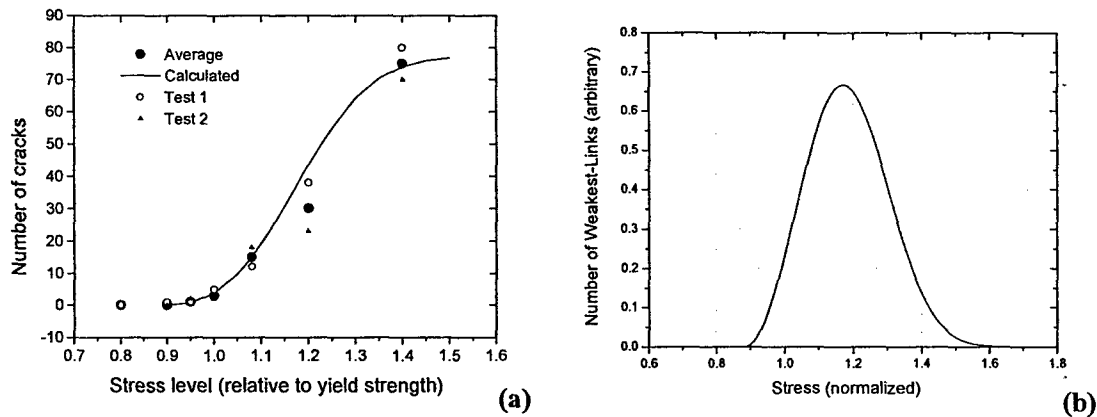 90
80
70
60
50
40
30
20
10
0
-10
Number of cracks
Average
Calculated
Test 1
Test 2
0.7 0.8 0.9 1.0 1.1 1.2 1.3 1.4 1.5 1.6
Stress level (relative to yield strength)
(a)
0.8
0.7
0.6
0.5
0.4
0.3
0.2
0.1
0.0
Number of Weakest-Links (arbitrary)
0.6 0.8 1.0 1.2 1.4 1.6 1.8
Stress (normalized)
(b)